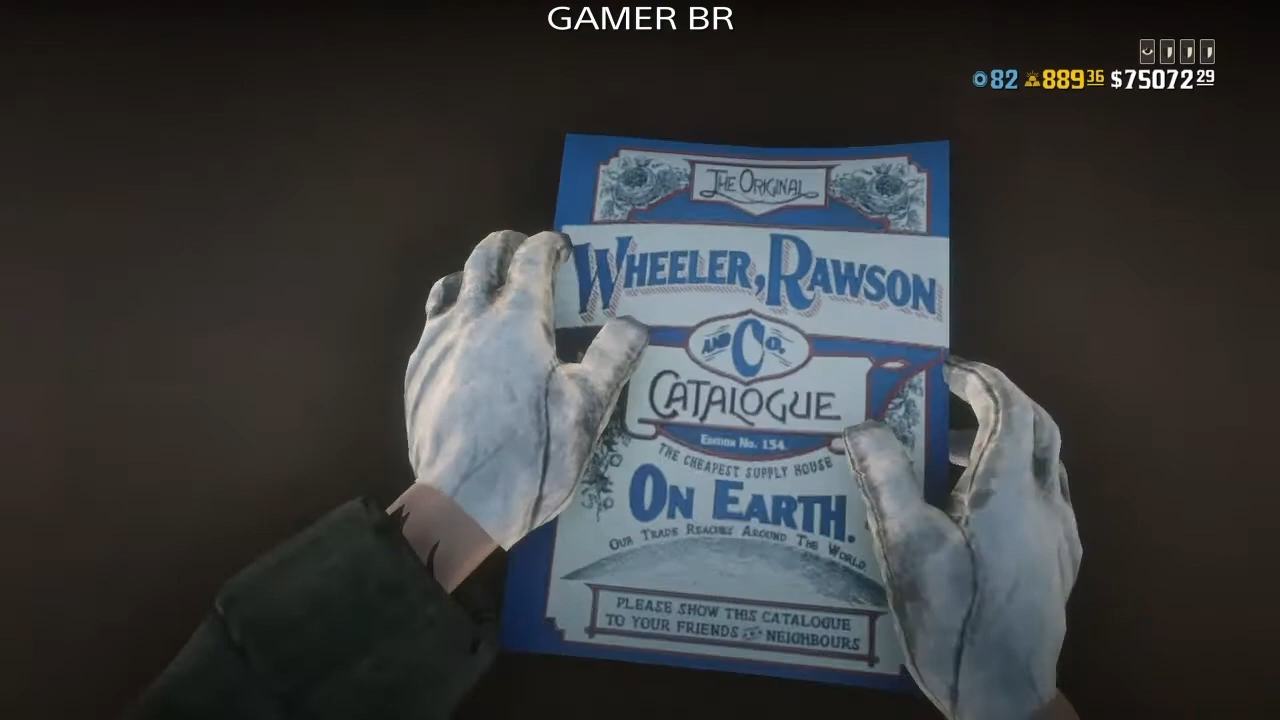 GAMER BR
82 889 36 $75072 29
THE ORIGINAL
WHEELER, RAWSON
AND CO.
CATALOGUE
EDITION NO. 134.
THE CHEAPEST SUPPLY HOUSE
ON EARTH.
OUR TRADE REACHES AROUND THE WORLD.
PLEASE SHOW THIS CATALOGUE
TO YOUR FRIENDS AND NEIGHBOURS